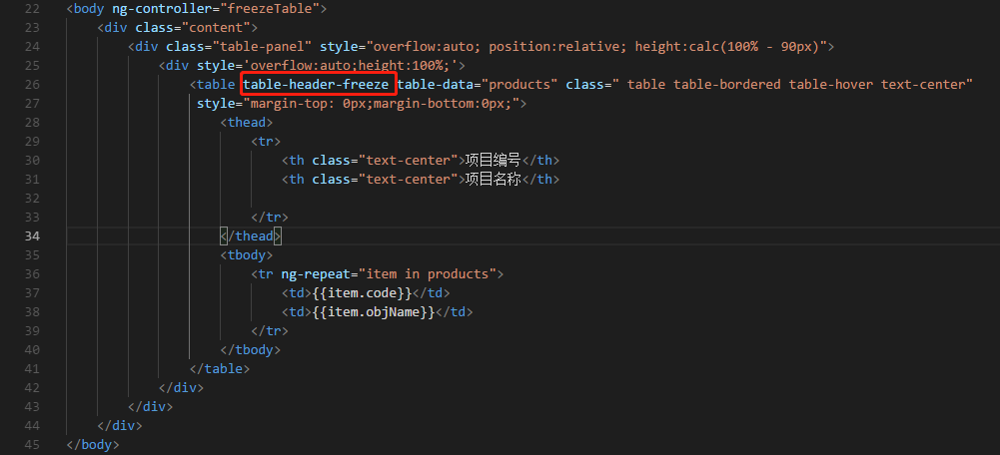 22 <body ng-controller="freezeTable">
23 <div class="content">
24 <div class="table-panel" style="overflow:auto; position:relative; height:calc(100% - 90px)">
25 <div style='overflow:auto;height:100%;'>
26 <table table-header-freeze table-data="products" class=" table table-bordered table-hover text-center"
27 style="margin-top: 0px;margin-bottom:0px;">
28 <thead>
29 <tr>
30 <th class="text-center">项目编号</th>
31 <th class="text-center">项目名称</th>
32
33 </tr>
34 </thead>
35 <tbody>
36 <tr ng-repeat="item in products">
37 <td>{{item.code}}</td>
38 <td>{{item.objName}}</td>
39 </tr>
40 </tbody>
41 </table>
42 </div>
43 </div>
44 </div>
45 </body>